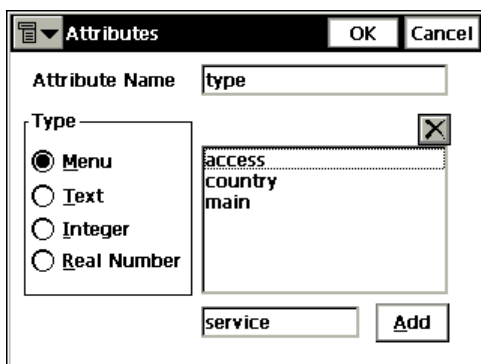 Attributes OK Cancel
Attribute Name type
Type
Menu
Text
Integer
Real Number
access
country
main
service Add